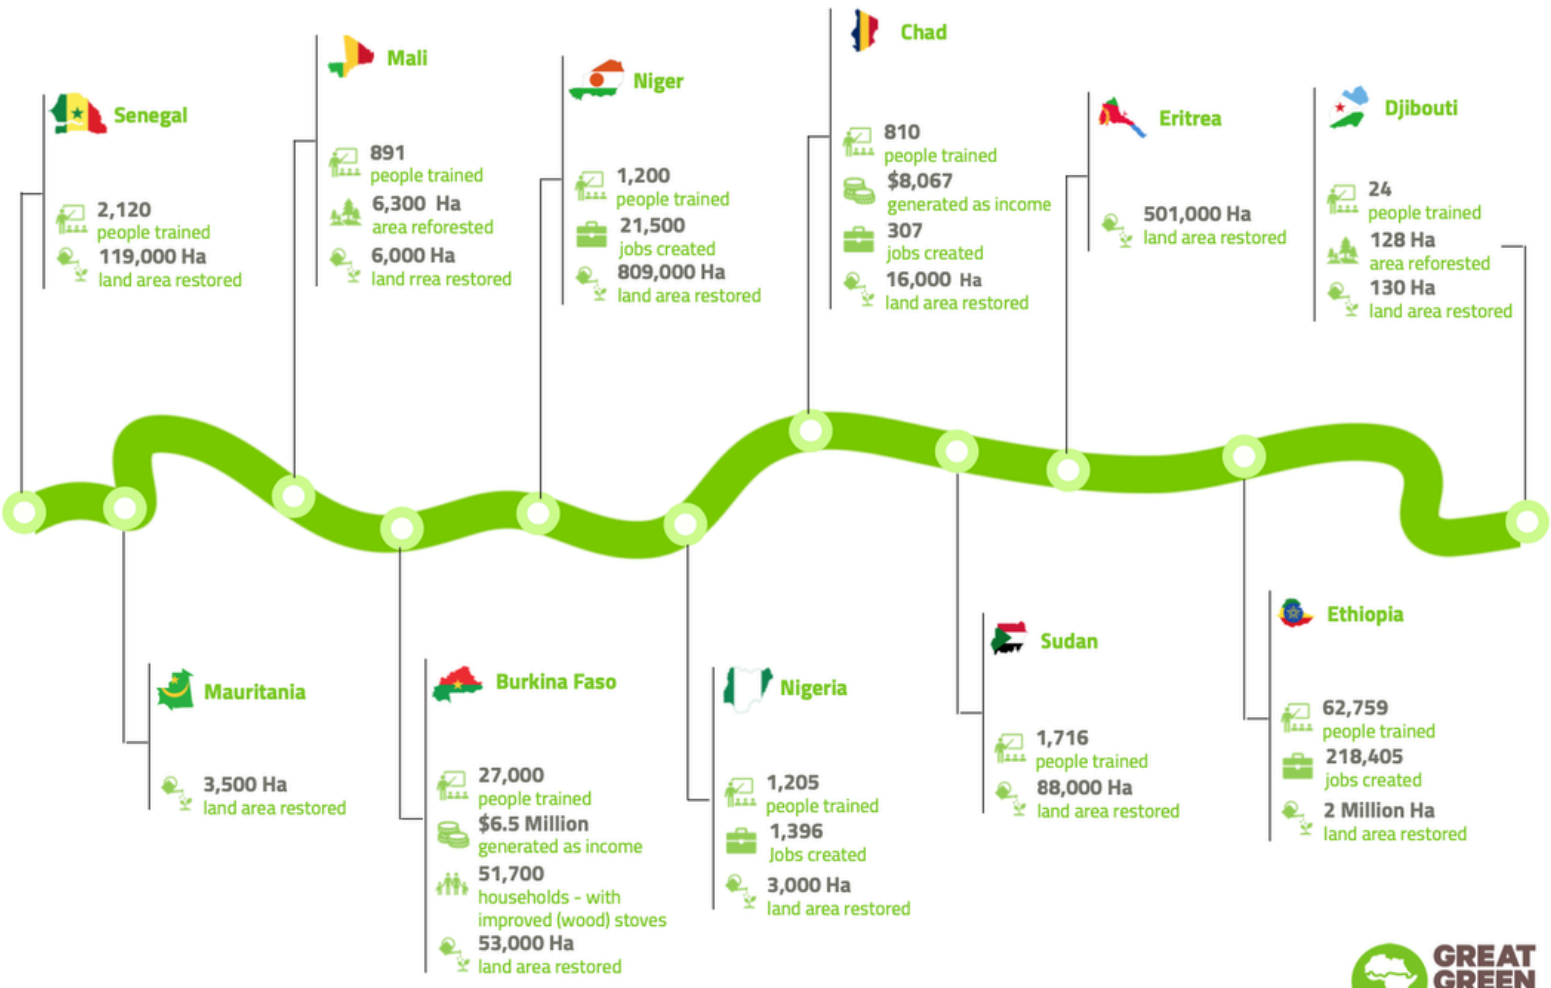 Senegal
2,120
people trained
119,000 Ha
land area restored
Mali
891
people trained
6,300 Ha
area reforested
6,000 Ha
land rrea restored
Niger
1,200
people trained
21,500
jobs created
809,000 Ha
land area restored
Chad
810
people trained
$8,067
generated as income
307
jobs created
16,000 Ha
land area restored
Eritrea
501,000 Ha
land area restored
Djibouti
24
people trained
128 Ha
area reforested
130 Ha
land area restored
Mauritania
3,500 Ha
land area restored
Burkina Faso
27,000
people trained
$6.5 Million
generated as income
51,700
households - with
improved (wood) stoves
53,000 Ha
land area restored
Nigeria
1,205
people trained
1,396
Jobs created
3,000 Ha
land area restored
Sudan
1,716
people trained
88,000 Ha
land area restored
Ethiopia
62,759
people trained
218,405
jobs created
2 Million Ha
land area restored
GREAT
GREEN